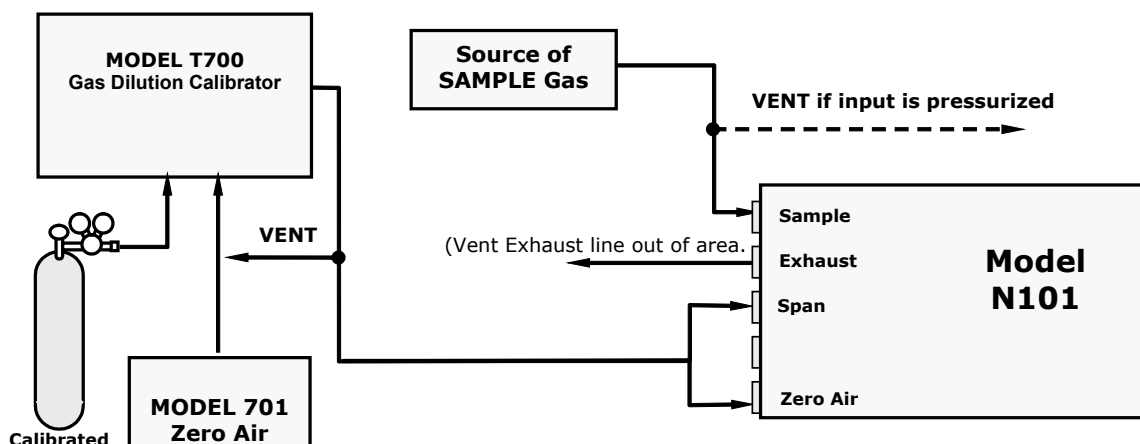 MODEL T700
Gas Dilution Calibrator
Source of
SAMPLE Gas
VENT if input is pressurized
Sample
VENT
(Vent Exhaust line out of area.
Exhaust
Model
N101
Span
Zero Air
MODEL 701
Zero Air
Calibrated